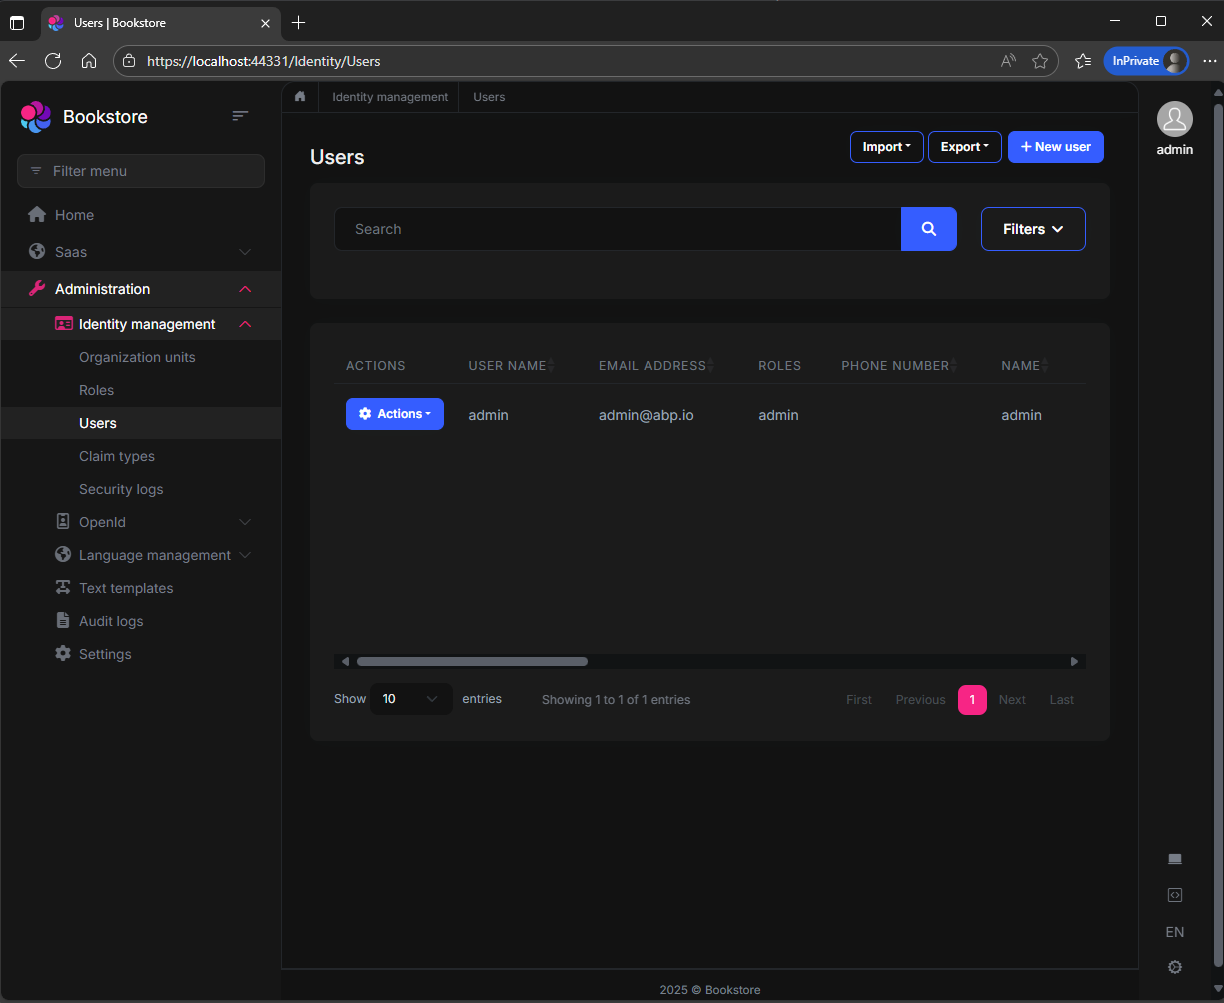 Users | Bookstore
https://localhost:44331/Identity/Users
InPrivate
Bookstore
Filter menu
Home
Saas
Administration
Identity management
Organization units
Roles
Users
Claim types
Security logs
OpenId
Language management
Text templates
Audit logs
Settings
Identity management Users
Users
Import Export + New user
Search
Filters
ACTIONS USER NAME EMAIL ADDRESS ROLES PHONE NUMBER NAME
Actions admin admin@abp.io admin admin
Show 10 entries Showing 1 to 1 of 1 entries First Previous 1 Next Last
2025 © Bookstore
admin
EN